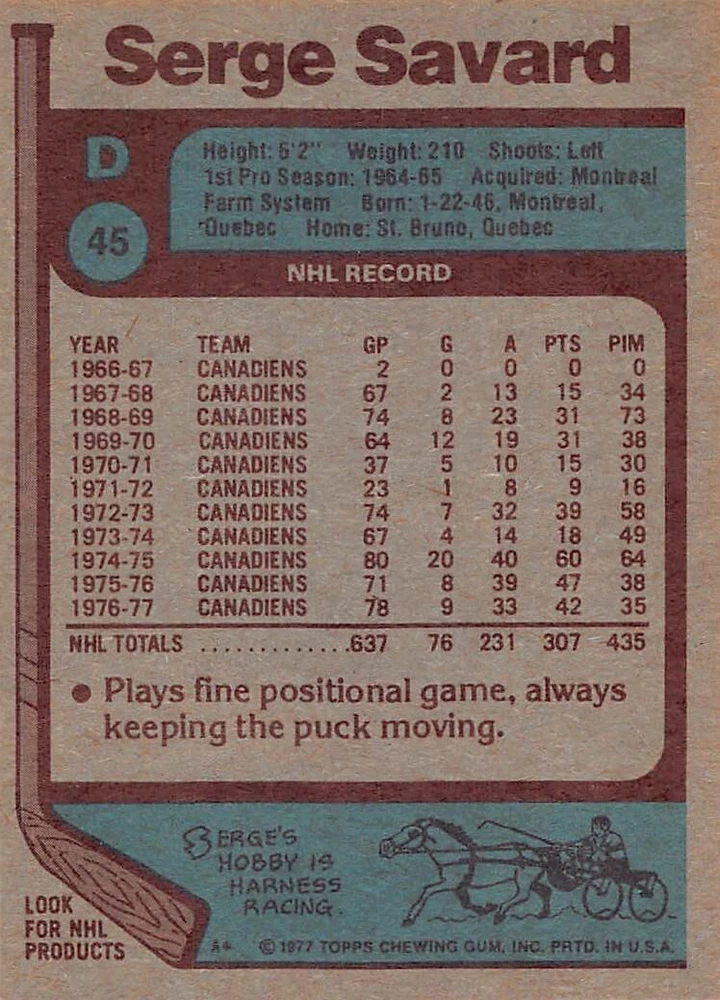 Serge Savard
D
45
Height: 6'2" Weight: 210 Shoots: Left
1st Pro Season: 1964-65 Acquired: Montreal
Farm System Born: 1-22-46, Montreal,
Quebec Home: St. Bruno, Quebec
NHL RECORD
YEAR TEAM GP G A PTS PIM
1966-67 CANADIENS 2 0 0 0 0
1967-68 CANADIENS 67 2 13 15 34
1968-69 CANADIENS 74 8 23 31 73
1969-70 CANADIENS 64 12 19 31 38
1970-71 CANADIENS 37 5 10 15 30
1971-72 CANADIENS 23 1 8 9 16
1972-73 CANADIENS 74 7 32 39 58
1973-74 CANADIENS 67 4 14 18 49
1974-75 CANADIENS 80 20 40 60 64
1975-76 CANADIENS 71 8 39 47 38
1976-77 CANADIENS 78 9 33 42 35
NHL TOTALS ..............637 76 231 307 435
• Plays fine positional game, always
keeping the puck moving.
SERGE'S
HOBBY IS
HARNESS
RACING.
LOOK
FOR NHL
PRODUCTS
A+ © 1977 TOPPS CHEWING GUM, INC. PRTD. IN U.S.A.